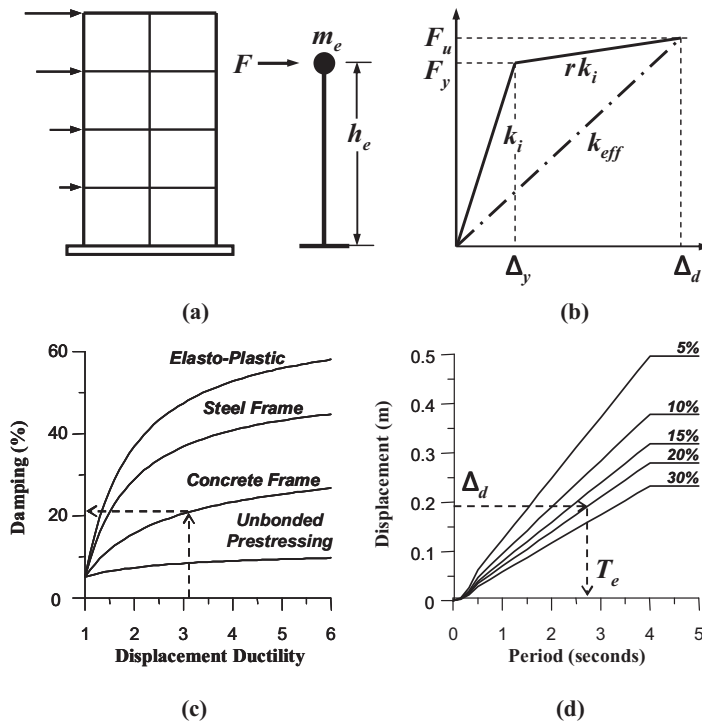 F
m_e
h_e
(a)
F_u
F_y
r k_i
k_i
k_eff
Δ_y
Δ_d
(b)
Damping (%)
60
40
20
0
Elasto-Plastic
Steel Frame
Concrete Frame
Unbonded
Prestressing
1 2 3 4 5 6
Displacement Ductility
(c)
Displacement (m)
0.5
0.4
0.3
0.2
0.1
0
5%
10%
15%
20%
30%
Δ_d
T_e
0 1 2 3 4 5
Period (seconds)
(d)